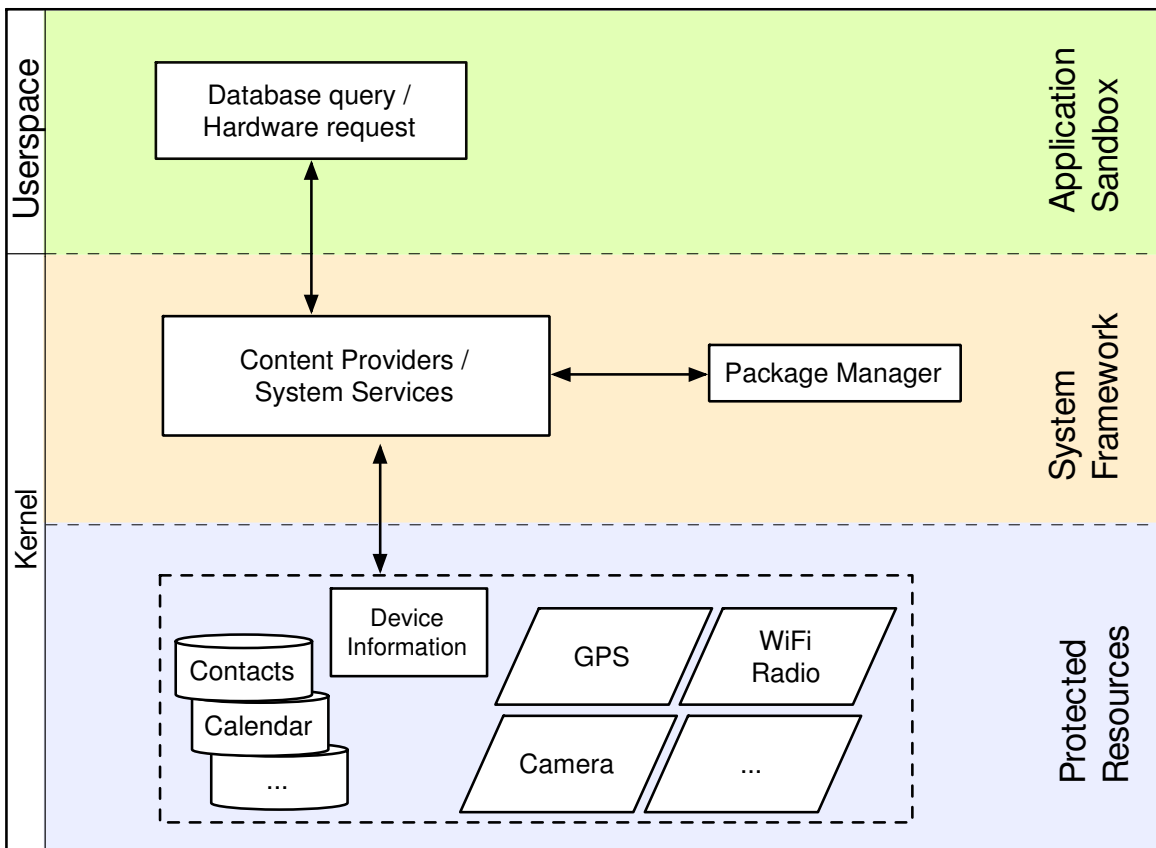 Userspace
Database query /
Hardware request
Application
Sandbox
Content Providers /
System Services
Package Manager
System
Framework
Kernel
Device
Information
Contacts
Calendar
...
GPS
WiFi
Radio
Camera
...
Protected
Resources